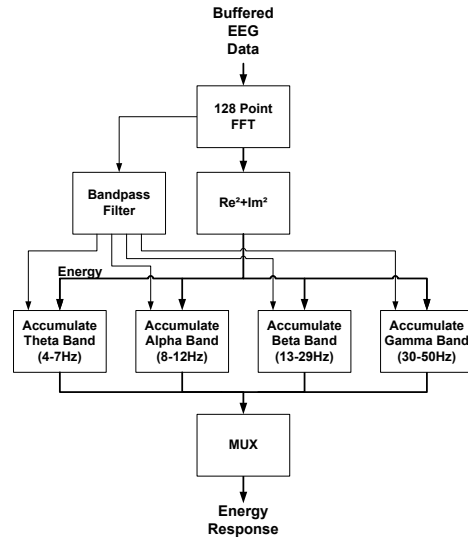 Buffered
EEG
Data
128 Point
FFT
Bandpass
Filter
Re²+Im²
Energy
Accumulate
Theta Band
(4-7Hz)
Accumulate
Alpha Band
(8-12Hz)
Accumulate
Beta Band
(13-29Hz)
Accumulate
Gamma Band
(30-50Hz)
MUX
Energy
Response